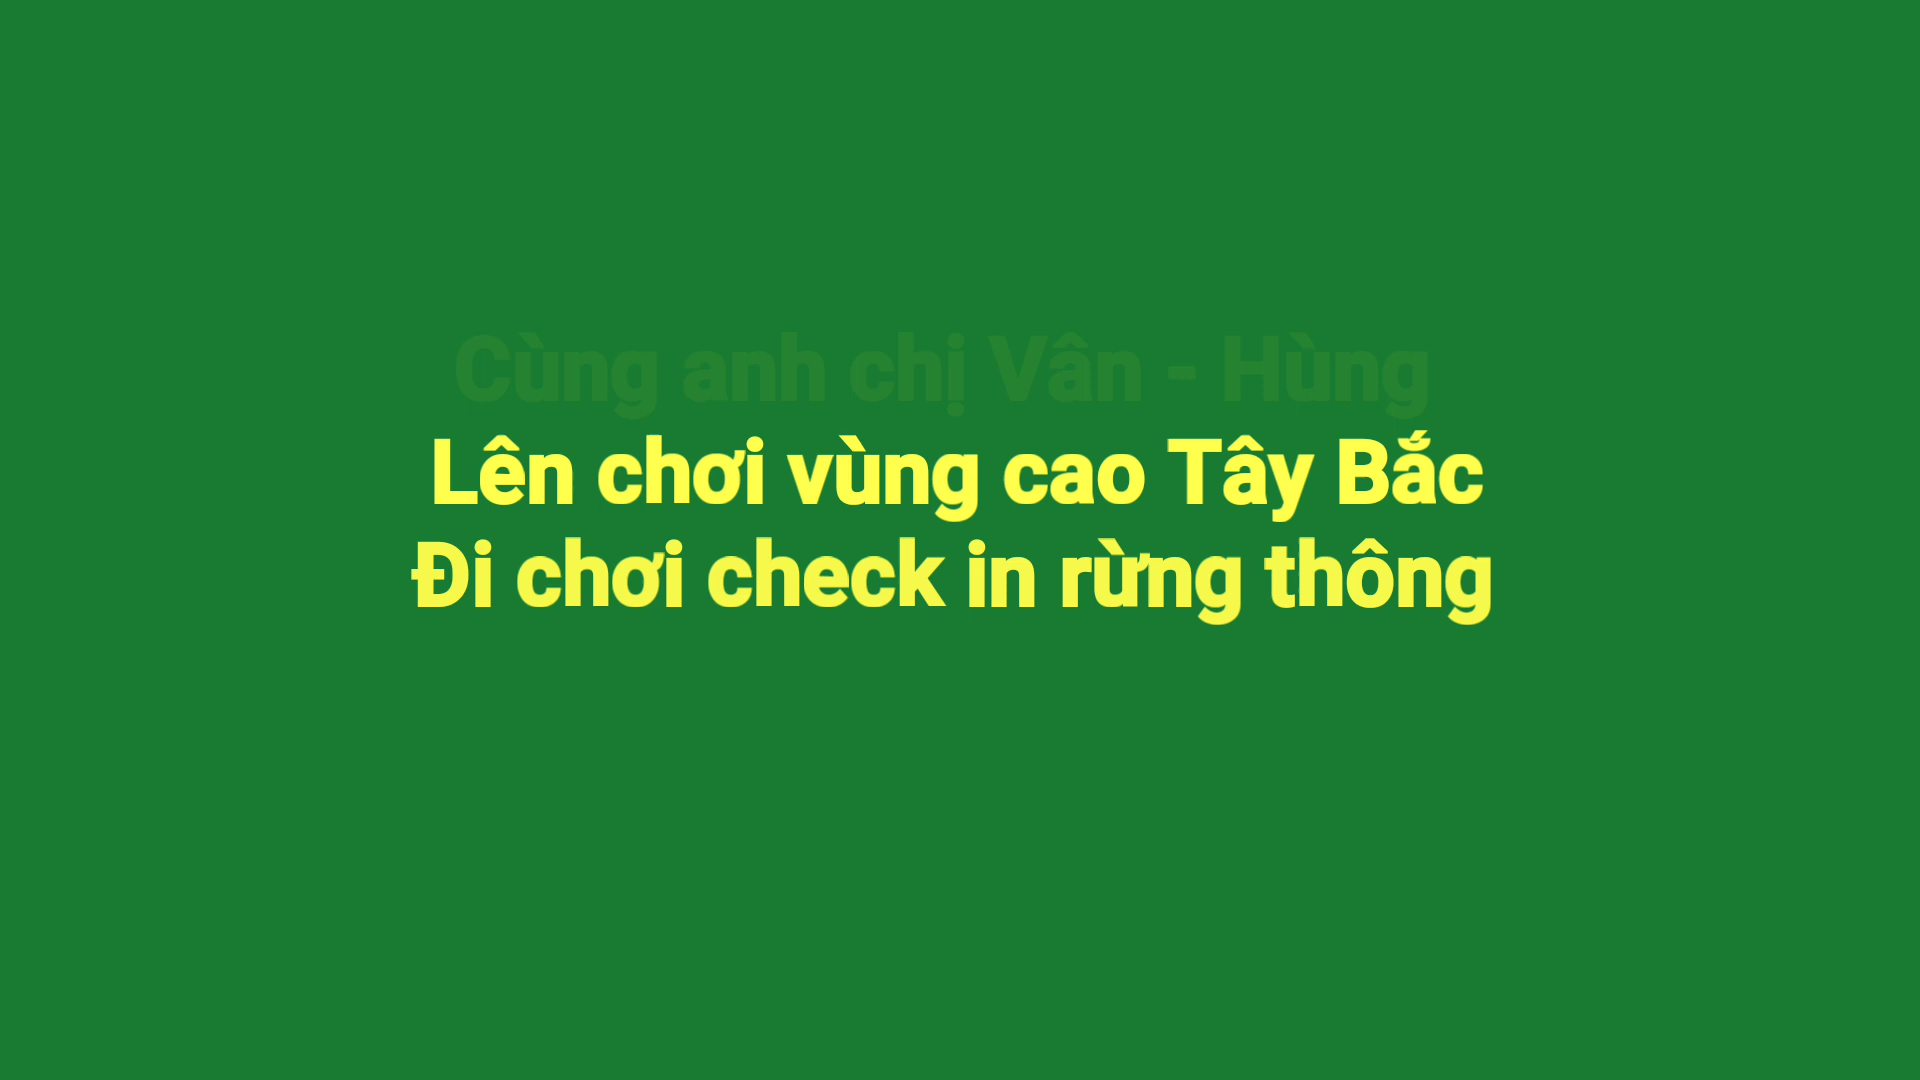 Cùng anh chị Vân - Hùng
Lên chơi vùng cao Tây Bắc
Đi chơi check in rừng thông